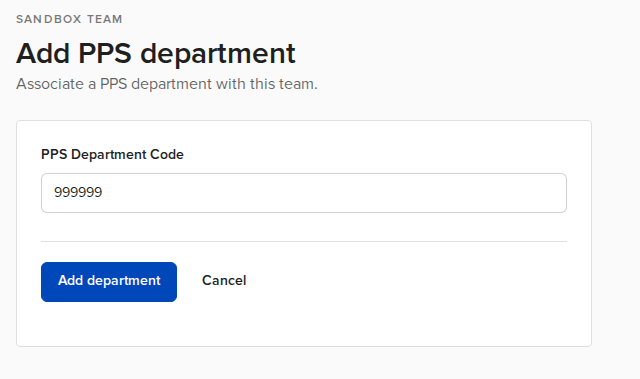 SANDBOX TEAM
Add PPS department
Associate a PPS department with this team.
PPS Department Code
999999
Add department
Cancel